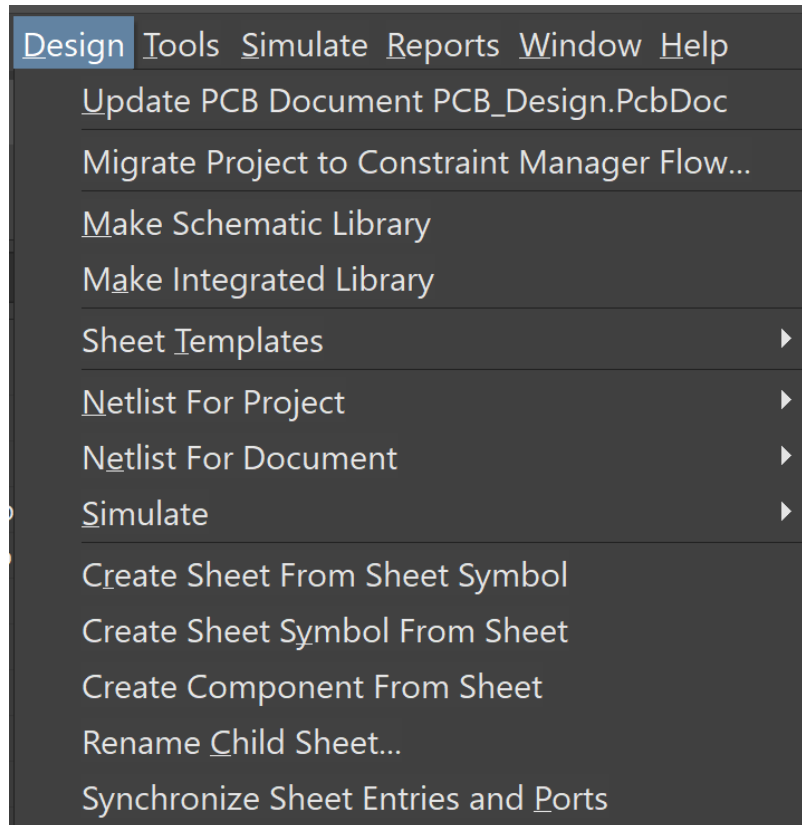 Design Tools Simulate Reports Window Help
Update PCB Document PCB_Design.PcbDoc
Migrate Project to Constraint Manager Flow...
Make Schematic Library
Make Integrated Library
Sheet Templates
Netlist For Project
Netlist For Document
Simulate
Create Sheet From Sheet Symbol
Create Sheet Symbol From Sheet
Create Component From Sheet
Rename Child Sheet...
Synchronize Sheet Entries and Ports